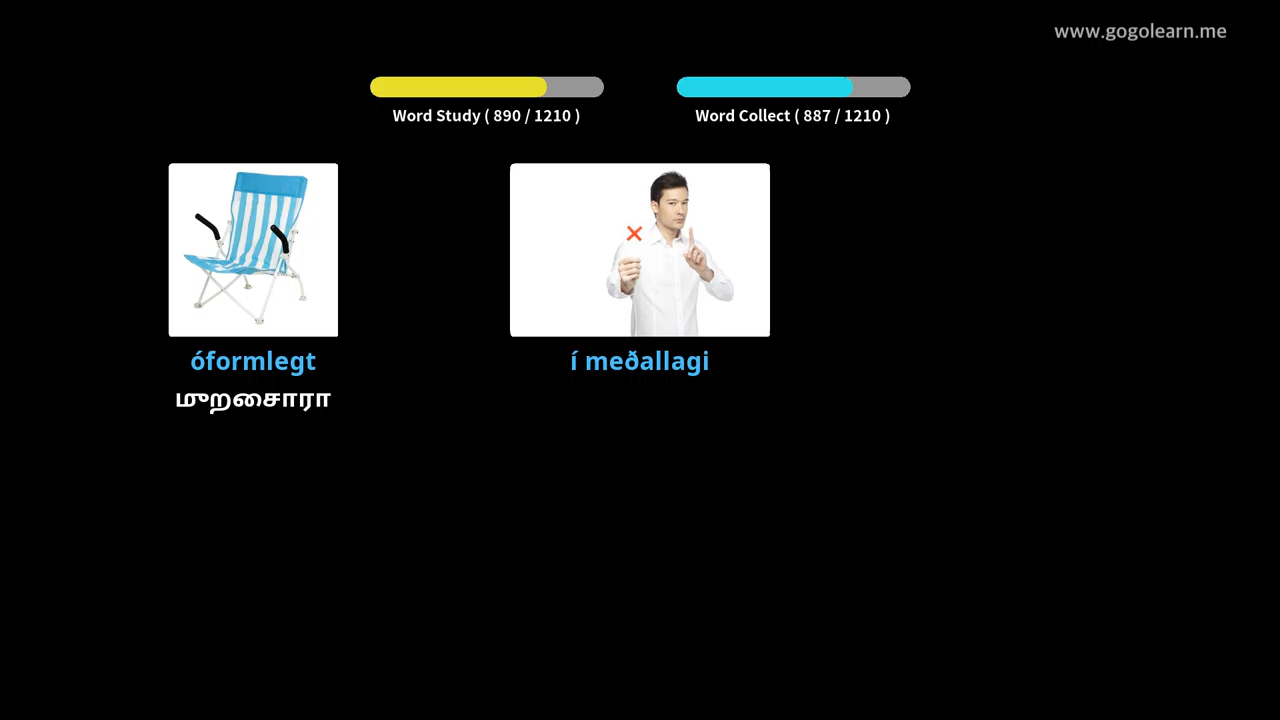 www.gogolearn.me
Word Study ( 890 / 1210 )
Word Collect ( 887 / 1210 )
óformlegt
í meðallagi
முறைசாரா